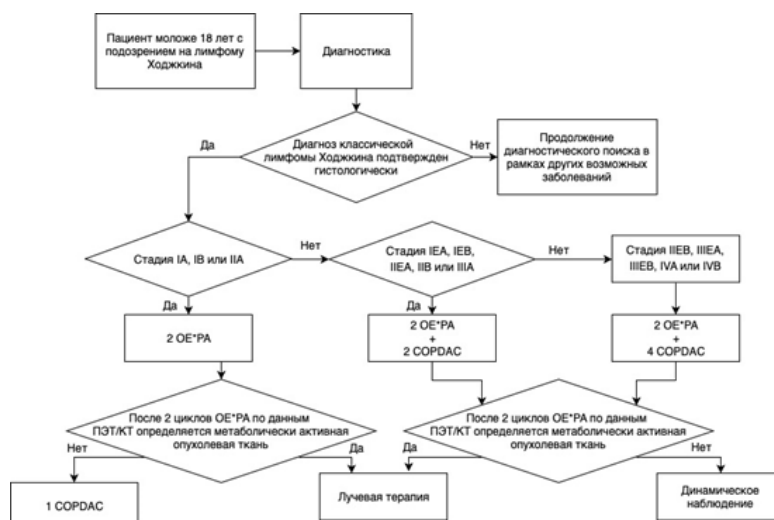 Пациент моложе 18 лет с
подозрением на лимфому
Ходжкина
Диагностика
Да
Диагноз классической
лимфомы Ходжкина подтвержден
гистологически
Нет
Продолжение
диагностического поиска в
рамках других возможных
заболеваний
Стадия IA, IB или IIA
Нет
Стадия IEA, IEB,
IIEA, IIB или IIIA
Нет
Стадия IIEB, IIIEA,
IIIEB, IVA или IVB
Да
Да
2 OE*PA
2 OE*PA
+
2 COPDAC
2 OE*PA
+
4 COPDAC
После 2 циклов OE*PA по данным
ПЭТ/КТ определяется метаболически активная
опухолевая ткань
После 2 циклов OE*PA по данным
ПЭТ/КТ определяется метаболически активная
опухолевая ткань
Нет
Да
Да
Нет
1 COPDAC
Лучевая терапия
Динамическое
наблюдение